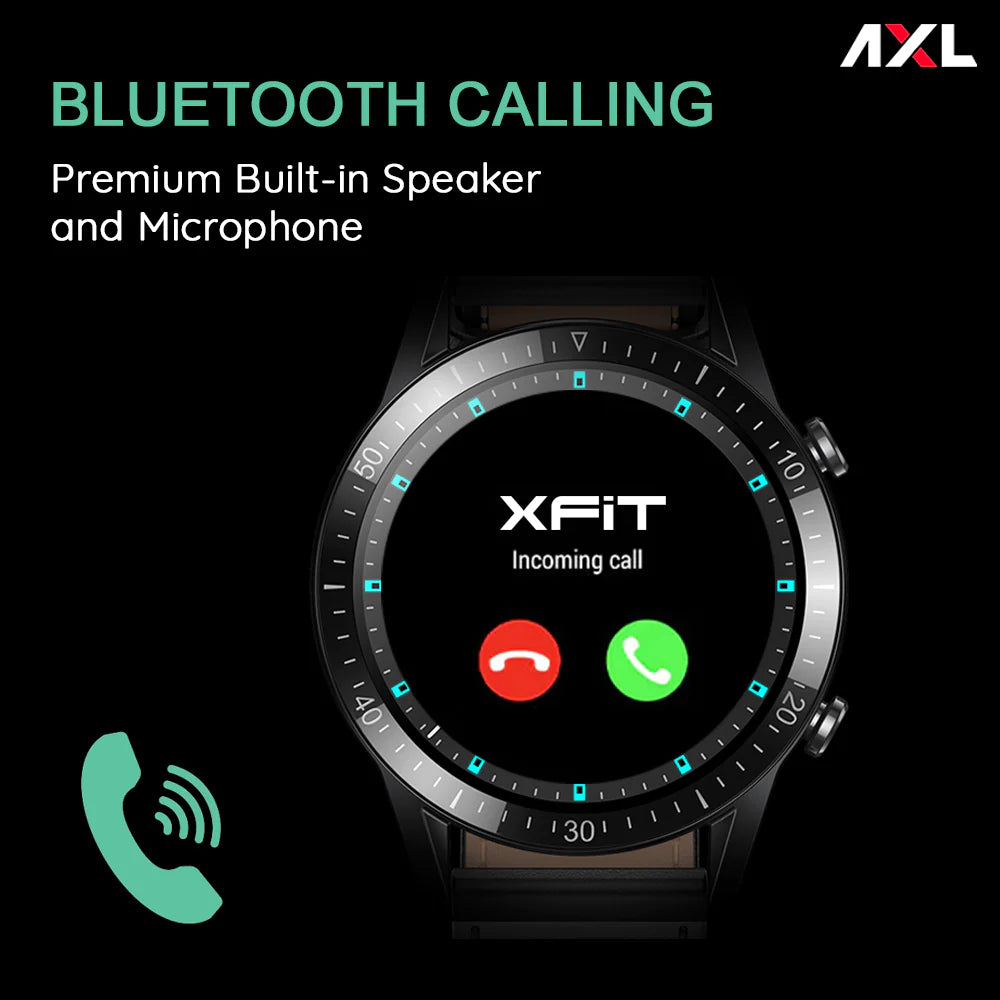 AXL
BLUETOOTH CALLING
Premium Built-in Speaker
and Microphone
50
10
XFiT
Incoming call
40
20
30